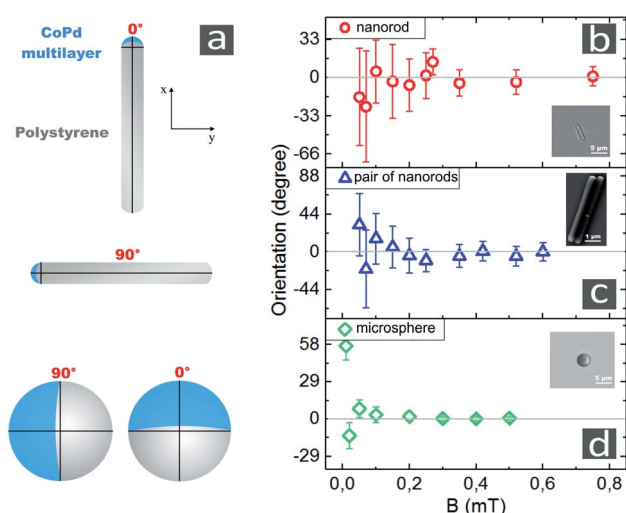 CoPd
multilayer
0°
a
x
y
Polystyrene
90°
90°
0°
Orientation (degree)
33
0
-33
-66
nanorod
b
5 µm
88
44
0
-44
pair of nanorods
1 µm
c
58
29
0
-29
microsphere
5 µm
d
0,0 0,2 0,4 0,6 0,8
B (mT)